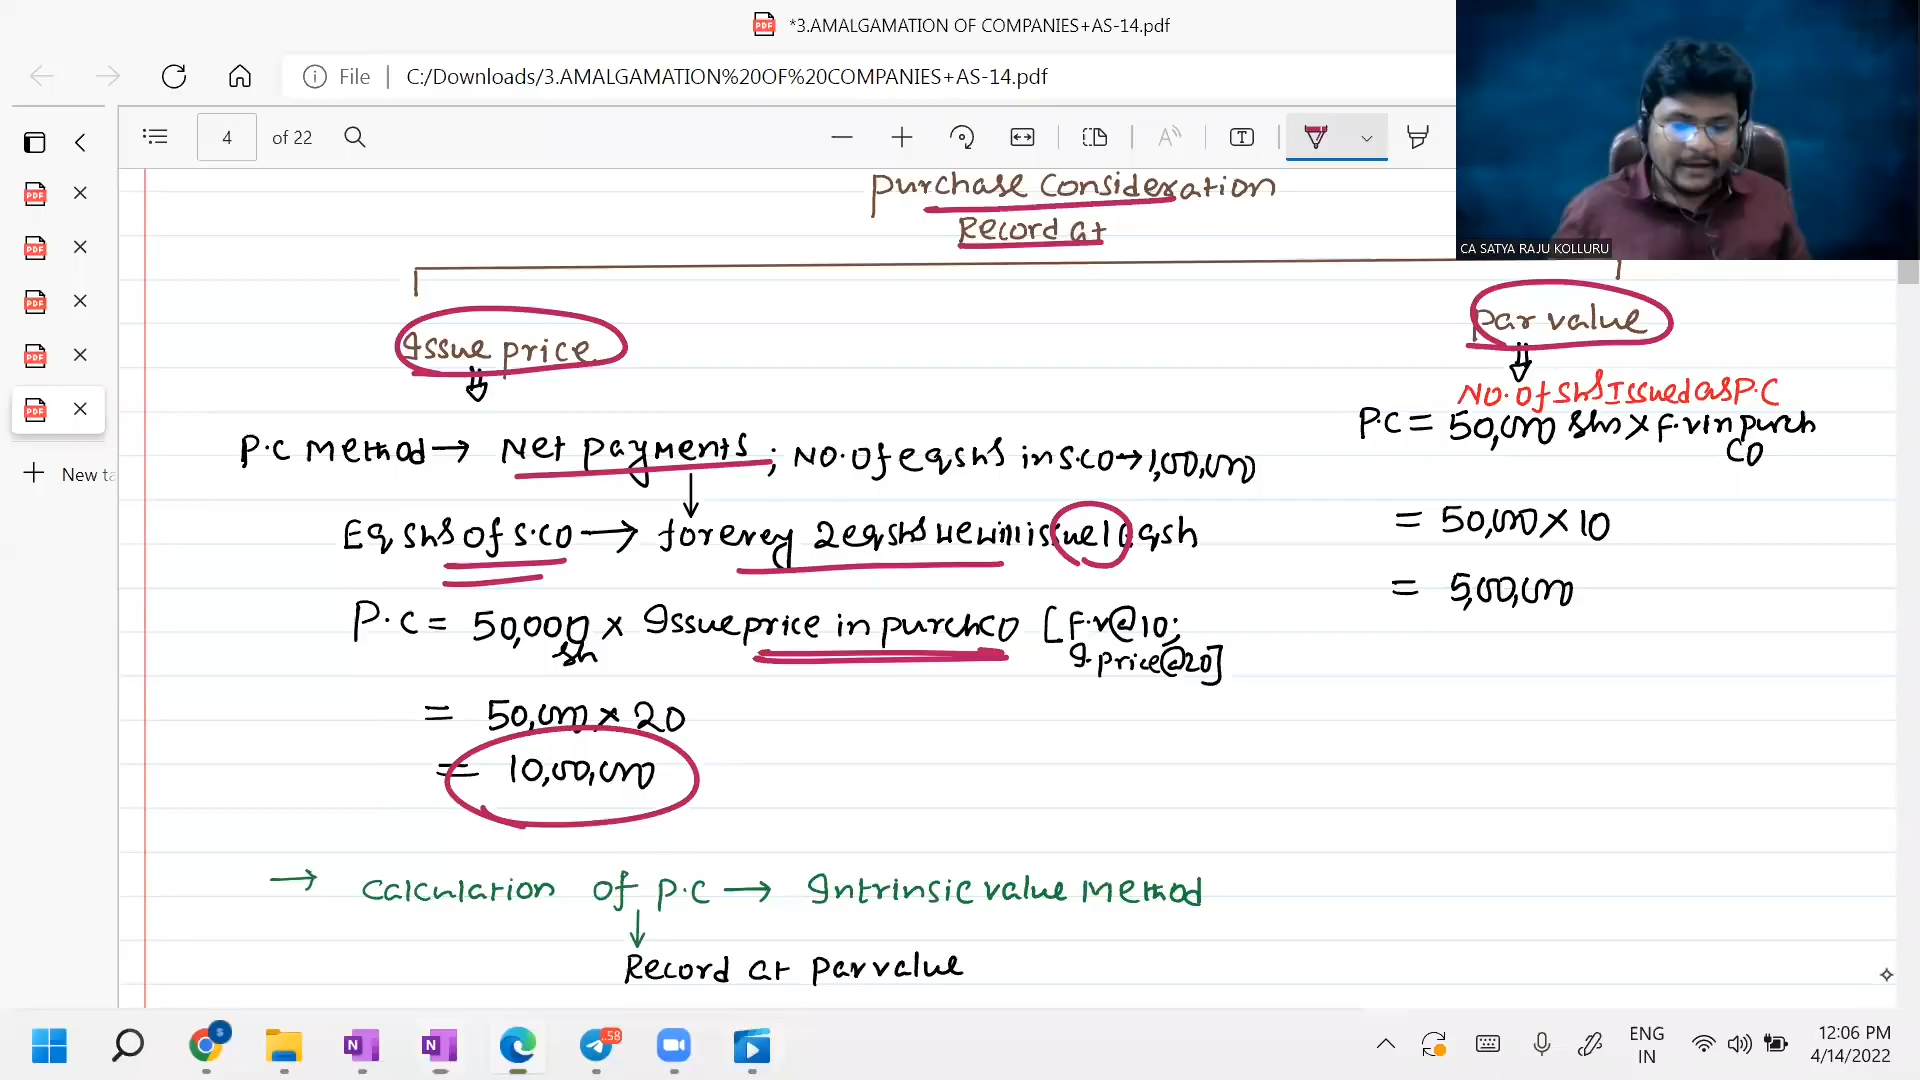 *3.AMALGAMATION OF COMPANIES+AS-14.pdf
File | C:/Downloads/3.AMALGAMATION%20OF%20COMPANIES+AS-14.pdf
4 of 22
CA SATYA RAJU KOLLURU
Purchase Consideration
Record at
Issue price
Par value
No. of shs Issued as P.C
P.C = 50,000 shs x F.v in purch
CO
P.C Method → Net payments ; No. of eq shs in S.CO → 1,00,000
= 50,000 x 10
Eq shs of S.CO → for every 2 eq shs we will issue 1 eq sh
= 5,00,000
P.C = 50,000 x Issue price in purch CO [F.v@10;
sh
I.price@20]
= 50,000 x 20
= 10,00,000
→ Calculation of P.C → Intrinsic value Method
Record at par value
New ta
58
ENG
IN
12:06 PM
4/14/2022